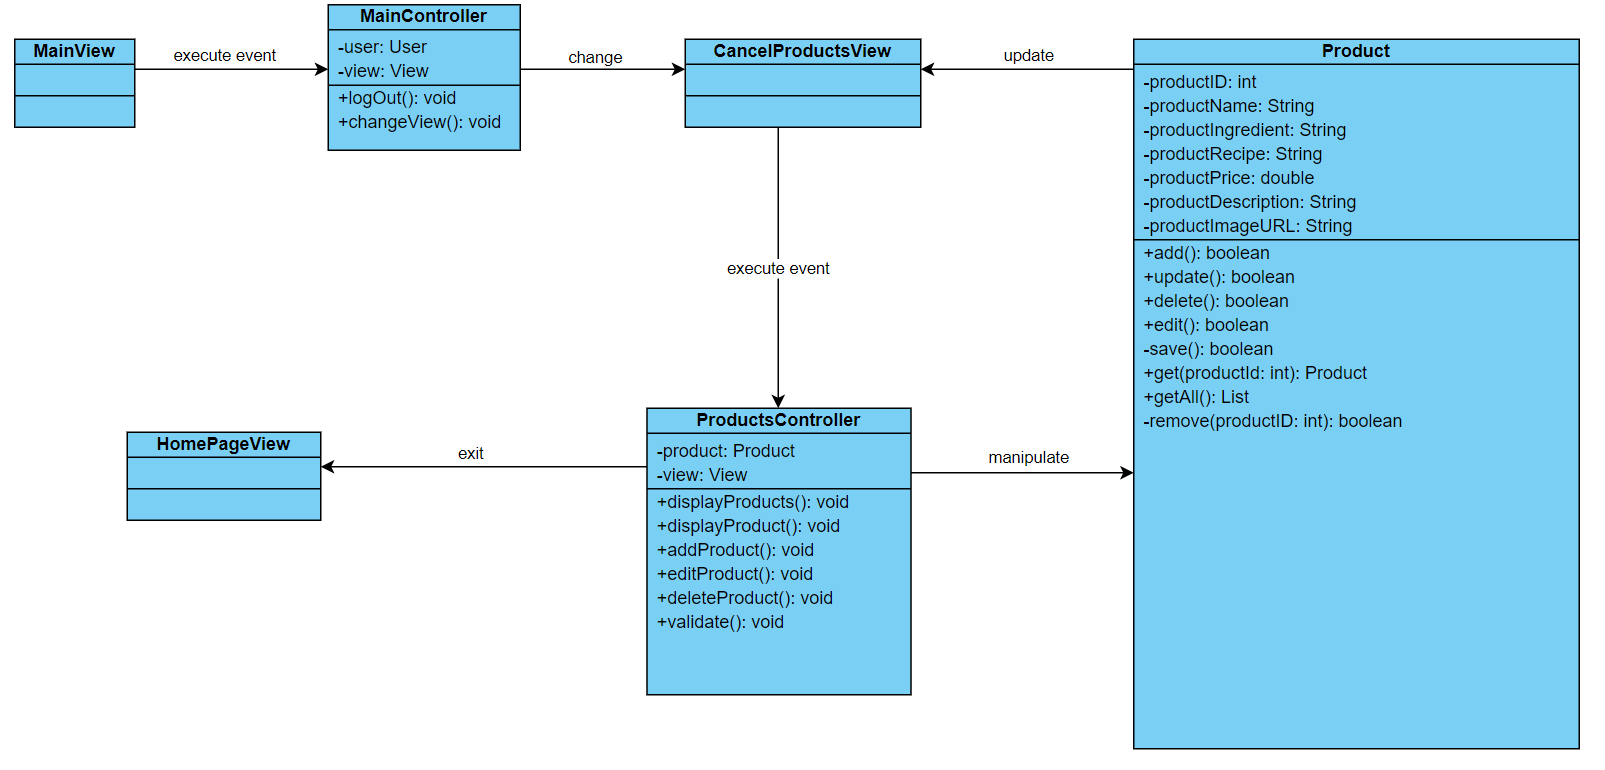 MainView
execute event
MainController
-user: User
-view: View
+logOut(): void
+changeView(): void
change
CancelProductsView
update
Product
-productID: int
-productName: String
-productIngredient: String
-productRecipe: String
-productPrice: double
-productDescription: String
-productImageURL: String
+add(): boolean
+update(): boolean
+delete(): boolean
+edit(): boolean
-save(): boolean
+get(productId: int): Product
+getAll(): List
-remove(productID: int): boolean
execute event
HomePageView
exit
ProductsController
-product: Product
-view: View
+displayProducts(): void
+displayProduct(): void
+addProduct(): void
+editProduct(): void
+deleteProduct(): void
+validate(): void
manipulate